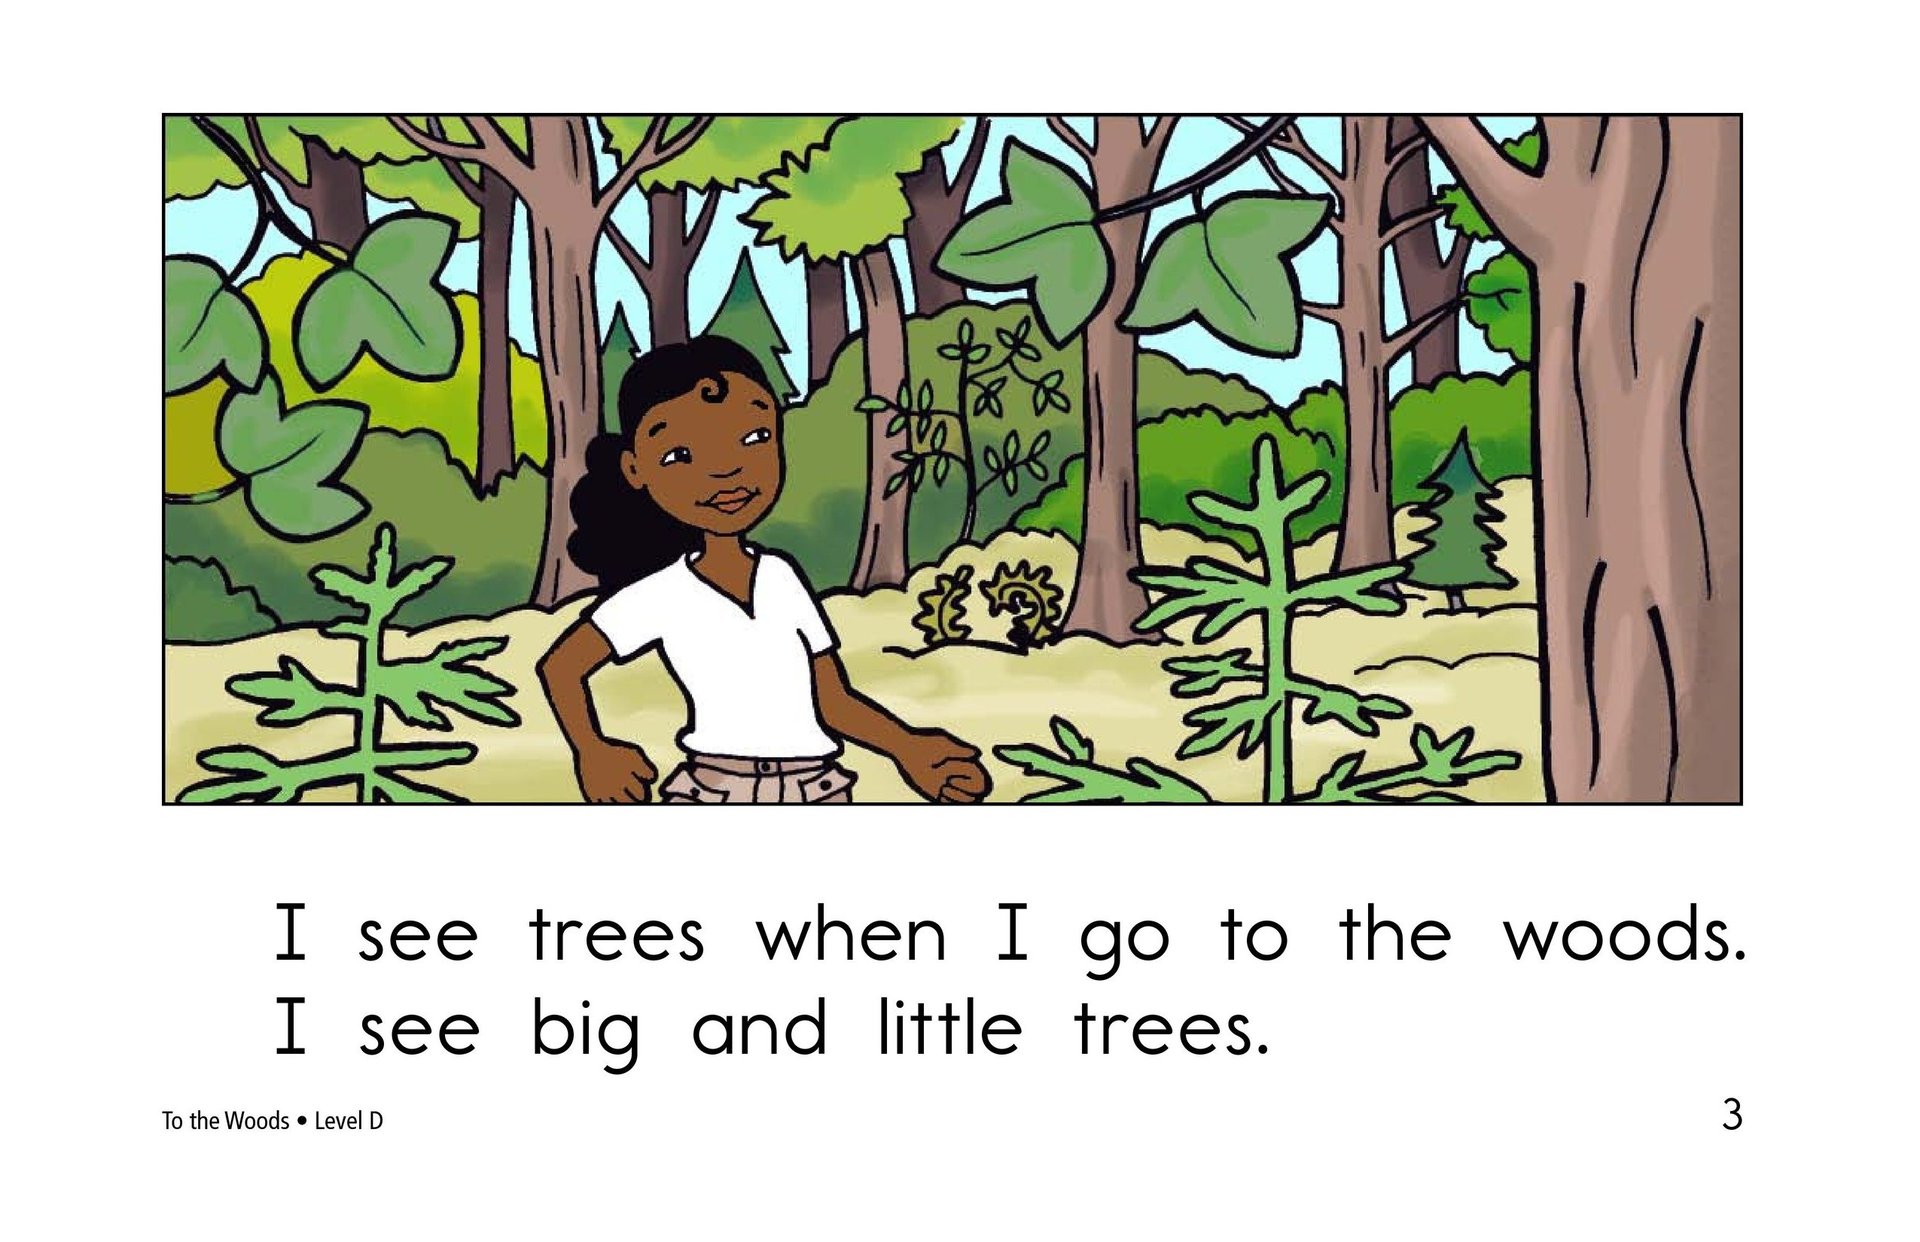 I see trees when I go to the woods.
I see big and little trees.
To the Woods • Level D
3